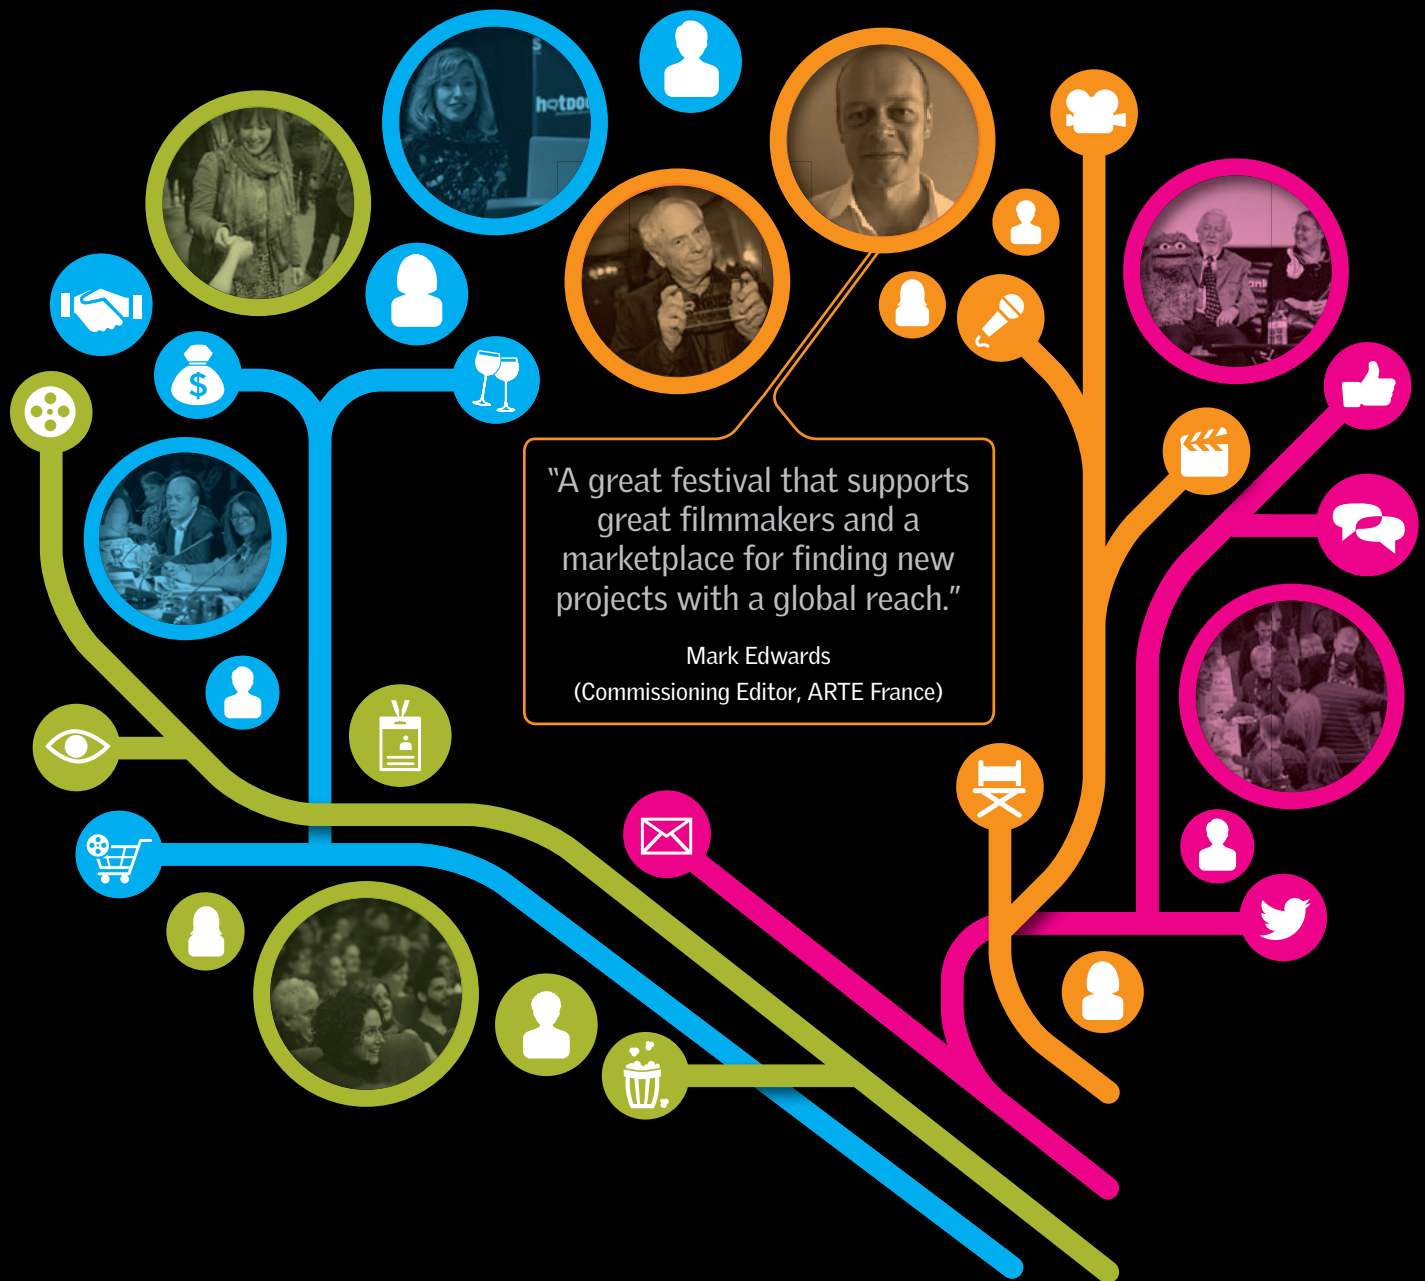 hotDOC
$
“A great festival that supports
great filmmakers and a
marketplace for finding new
projects with a global reach.”
Mark Edwards
(Commissioning Editor, ARTE France)